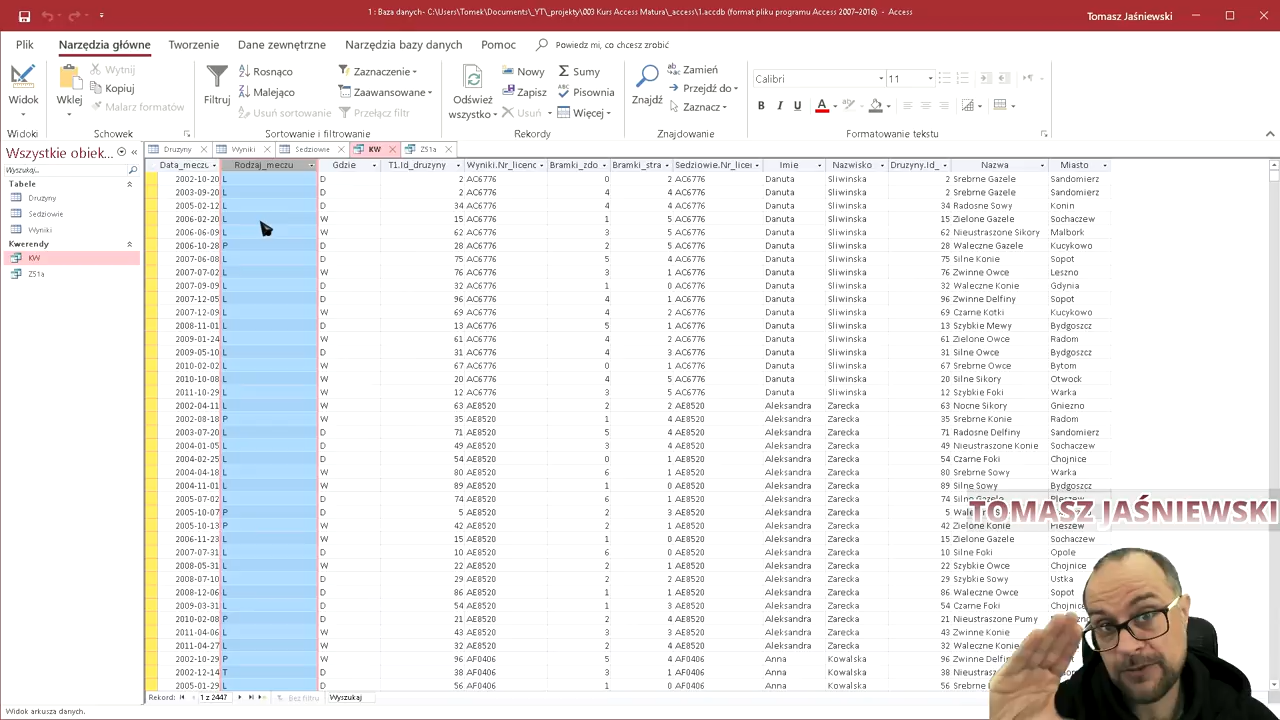 1 : Baza danych- C:\Users\Tomek\Documents\_YT\_projekty\003 Kurs Access Matura\_access\1.accdb (format pliku programu Access 2007–2016) - Access
Tomasz Jaśniewski
Plik Narzędzia główne Tworzenie Dane zewnętrzne Narzędzia bazy danych Pomoc Powiedz mi, co chcesz zrobić
Widok Wklej Wytnij Kopiuj Malarz formatów
Filtruj Rosnąco Malejąco Usuń sortowanie Zaznaczenie Zaawansowane Przełącz filtr
Odśwież wszystko Nowy Zapisz Usuń Sumy Pisownia Więcej
Znajdź Zamień Przejdź do Zaznacz
Calibri 11
B I U A
Widoki Schowek Sortowanie i filtrowanie Rekordy Znajdowanie Formatowanie tekstu
Wszystkie obiek...
Wyszukaj...
Tabele
Druzyny
Sedziowie
Wyniki
Kwerendy
KW
ZS1a
Druzyny Wyniki Sedziowie KW ZS1a
Data_meczu Rodzaj_meczu Gdzie T1.Id_druzyny Wyniki.Nr_licenc Bramki_zdo Bramki_stra Sedziowie.Nr_licen Imie Nazwisko Druzyny.Id_ Nazwa Miasto
2002-10-20 L D 2 AC6776 0 2 AC6776 Danuta Sliwinska 2 Srebrne Gazele Sandomierz
2003-09-20 L D 2 AC6776 4 4 AC6776 Danuta Sliwinska 2 Srebrne Gazele Sandomierz
2005-02-12 L D 34 AC6776 4 4 AC6776 Danuta Sliwinska 34 Radosne Sowy Konin
2006-02-20 L W 15 AC6776 1 5 AC6776 Danuta Sliwinska 15 Zielone Gazele Sochaczew
2006-06-09 L W 62 AC6776 3 5 AC6776 Danuta Sliwinska 62 Nieustraszone Sikory Malbork
2006-10-28 P D 28 AC6776 2 4 AC6776 Danuta Sliwinska 28 Waleczne Gazele Kucykowo
2007-06-08 L D 75 AC6776 5 4 AC6776 Danuta Sliwinska 75 Silne Konie Sopot
2007-07-02 L W 76 AC6776 3 1 AC6776 Danuta Sliwinska 76 Zwinne Owce Leszno
2007-09-09 L D 32 AC6776 1 0 AC6776 Danuta Sliwinska 32 Waleczne Konie Gdynia
2007-12-05 L D 96 AC6776 4 4 AC6776 Danuta Sliwinska 96 Zwinne Delfiny Sopot
2007-12-09 L W 69 AC6776 4 2 AC6776 Danuta Sliwinska 69 Czarne Kotki Kucykowo
2008-11-01 L D 13 AC6776 5 1 AC6776 Danuta Sliwinska 13 Szybkie Mewy Bydgoszcz
2009-01-24 L W 61 AC6776 4 2 AC6776 Danuta Sliwinska 61 Zielone Owce Radom
2009-05-10 L D 31 AC6776 4 3 AC6776 Danuta Sliwinska 31 Silne Owce Bydgoszcz
2010-02-02 L W 67 AC6776 0 1 AC6776 Danuta Sliwinska 67 Srebrne Owce Bytom
2010-10-08 L W 20 AC6776 4 5 AC6776 Danuta Sliwinska 20 Silne Sikory Otwock
2011-10-29 L W 12 AC6776 3 5 AC6776 Danuta Sliwinska 12 Szybkie Foki Warka
2002-04-11 L W 63 AE8520 2 2 AE8520 Aleksandra Zarecka 63 Nocne Sikory Gniezno
2002-08-18 P W 35 AE8520 1 4 AE8520 Aleksandra Zarecka 35 Srebrne Konie Radom
2003-07-20 L D 71 AE8520 5 4 AE8520 Aleksandra Zarecka 71 Radosne Delfiny Sandomierz
2004-01-05 L D 49 AE8520 3 4 AE8520 Aleksandra Zarecka 49 Nieustraszone Konie Sochaczew
2004-02-25 L D 54 AE8520 0 1 AE8520 Aleksandra Zarecka 54 Czarne Foki Chojnice
2004-04-18 L W 80 AE8520 6 3 AE8520 Aleksandra Zarecka 80 Srebrne Sowy Warka
2004-11-01 L W 89 AE8520 1 0 AE8520 Aleksandra Zarecka 89 Silne Sowy Bydgoszcz
2005-07-02 L D 74 AE8520 6 1 AE8520 Aleksandra Zarecka 74 Silne Gazele Pleszew
2005-10-07 P D 5 AE8520 2 3 AE8520 Aleksandra Zarecka 5
TOMASZ JAŚNIEWSKI
2005-10-13 P W 42 AE8520 2 4 AE8520 Aleksandra Zarecka 42 Zielone Konie Pleszew
2006-11-23 L W 15 AE8520 1 0 AE8520 Aleksandra Zarecka 15 Zielone Gazele Sochaczew
2007-07-31 L D 10 AE8520 6 2 AE8520 Aleksandra Zarecka 10 Silne Foki Opole
2008-05-31 L W 22 AE8520 1 4 AE8520 Aleksandra Zarecka 22 Szybkie Owce Chojnice
2008-07-10 L D 29 AE8520 2 2 AE8520 Aleksandra Zarecka 29 Szybkie Sowy Ustka
2008-12-06 L D 86 AE8520 1 1 AE8520 Aleksandra Zarecka 86 Waleczne Owce Sopot
2009-03-31 L D 54 AE8520 1 3 AE8520 Aleksandra Zarecka 54 Czarne Foki Chojnice
2010-02-08 P D 21 AE8520 2 4 AE8520 Aleksandra Zarecka 21 Nieustraszone Pumy
2011-04-06 L W 43 AE8520 3 3 AE8520 Aleksandra Zarecka 43 Zwinne Konie
2011-04-27 L W 32 AE8520 2 4 AE8520 Aleksandra Zarecka 32 Waleczne Konie
2002-10-29 P W 96 AF0406 5 4 AF0406 Anna Kowalska 96 Zwinne Delfiny
2002-12-14 T D 38 AF0406 3 1 AF0406 Anna Kowalska 38 Nieustraszone
2005-01-29 L D 56 AF0406 1 0 AF0406 Anna Kowalska 56 Srebrne
Rekord: 1 z 2447 Bez filtru Wyszukaj
Widok arkusza danych.